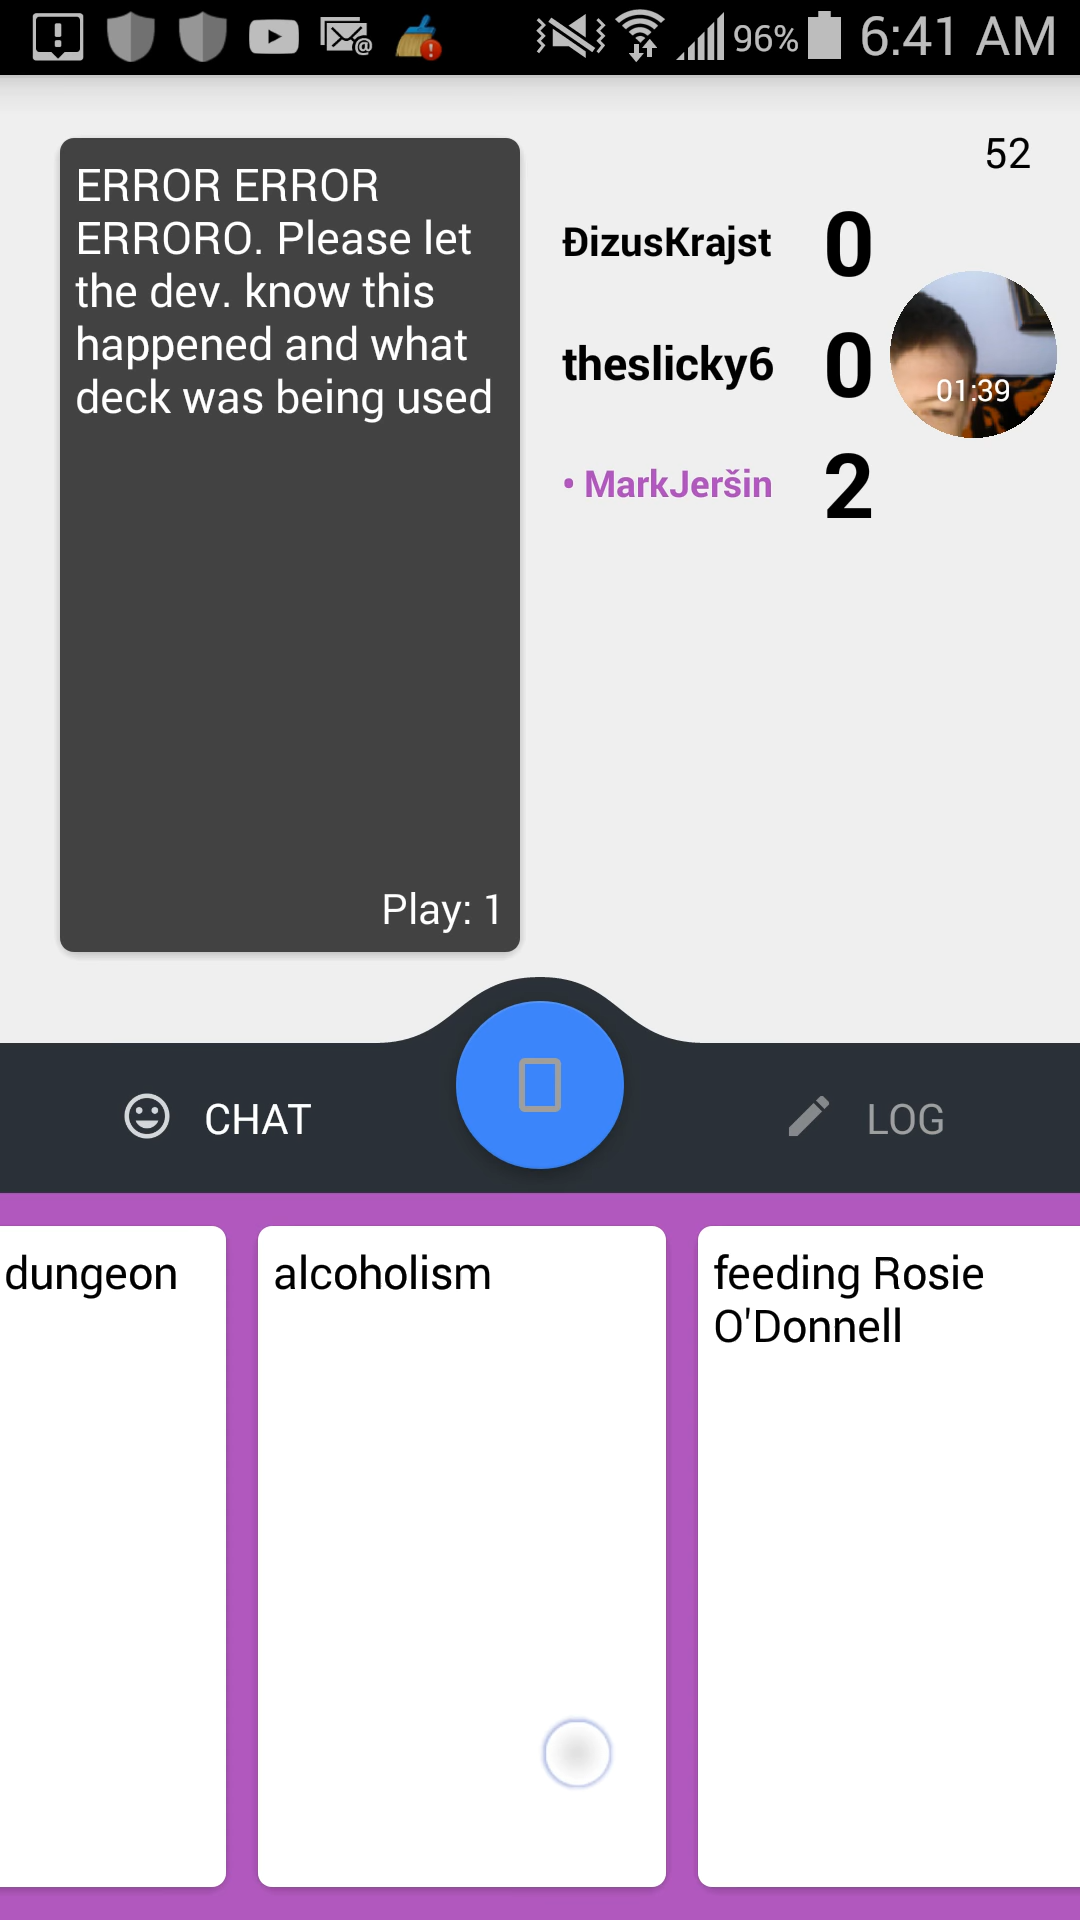 96% 6:41 AM
52
ERROR ERROR
ERRORO. Please let
the dev. know this
happened and what
deck was being used
Play: 1
ĐizusKrajst 0
theslicky6 0
01:39
• MarkJeršin 2
CHAT
LOG
dungeon
alcoholism
feeding Rosie
O'Donnell